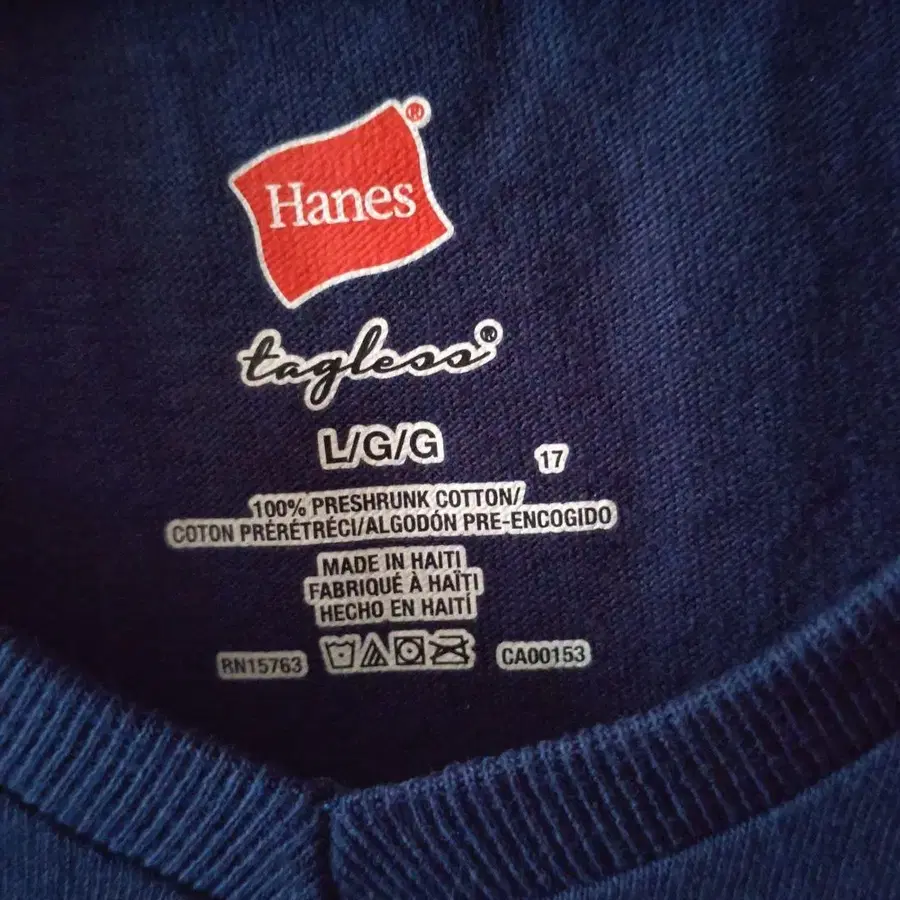 Hanes®
tagless®
L/G/G
17
100% PRESHRUNK COTTON/
COTON PRÉRÉTRÉCI/ALGODÓN PRE-ENCOGIDO
MADE IN HAITI
FABRIQUÉ À HAÏTI
HECHO EN HAITÍ
RN15763
CA00153